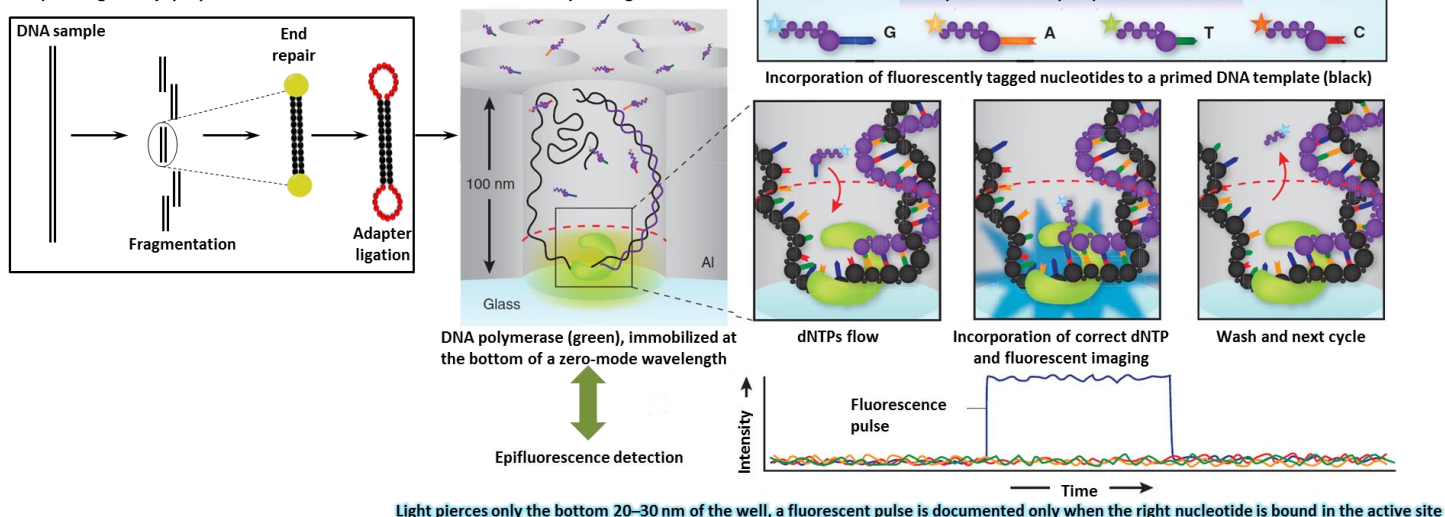 DNA sample
End
repair
Fragmentation
Adapter
ligation
100 nm
Al
Glass
DNA polymerase (green), immobilized at
the bottom of a zero-mode wavelength
Epifluorescence detection
G
A
T
C
Incorporation of fluorescently tagged nucleotides to a primed DNA template (black)
dNTPs flow
Incorporation of correct dNTP
and fluorescent imaging
Wash and next cycle
Intensity
Fluorescence
pulse
Time
Light pierces only the bottom 20–30 nm of the well, a fluorescent pulse is documented only when the right nucleotide is bound in the active site